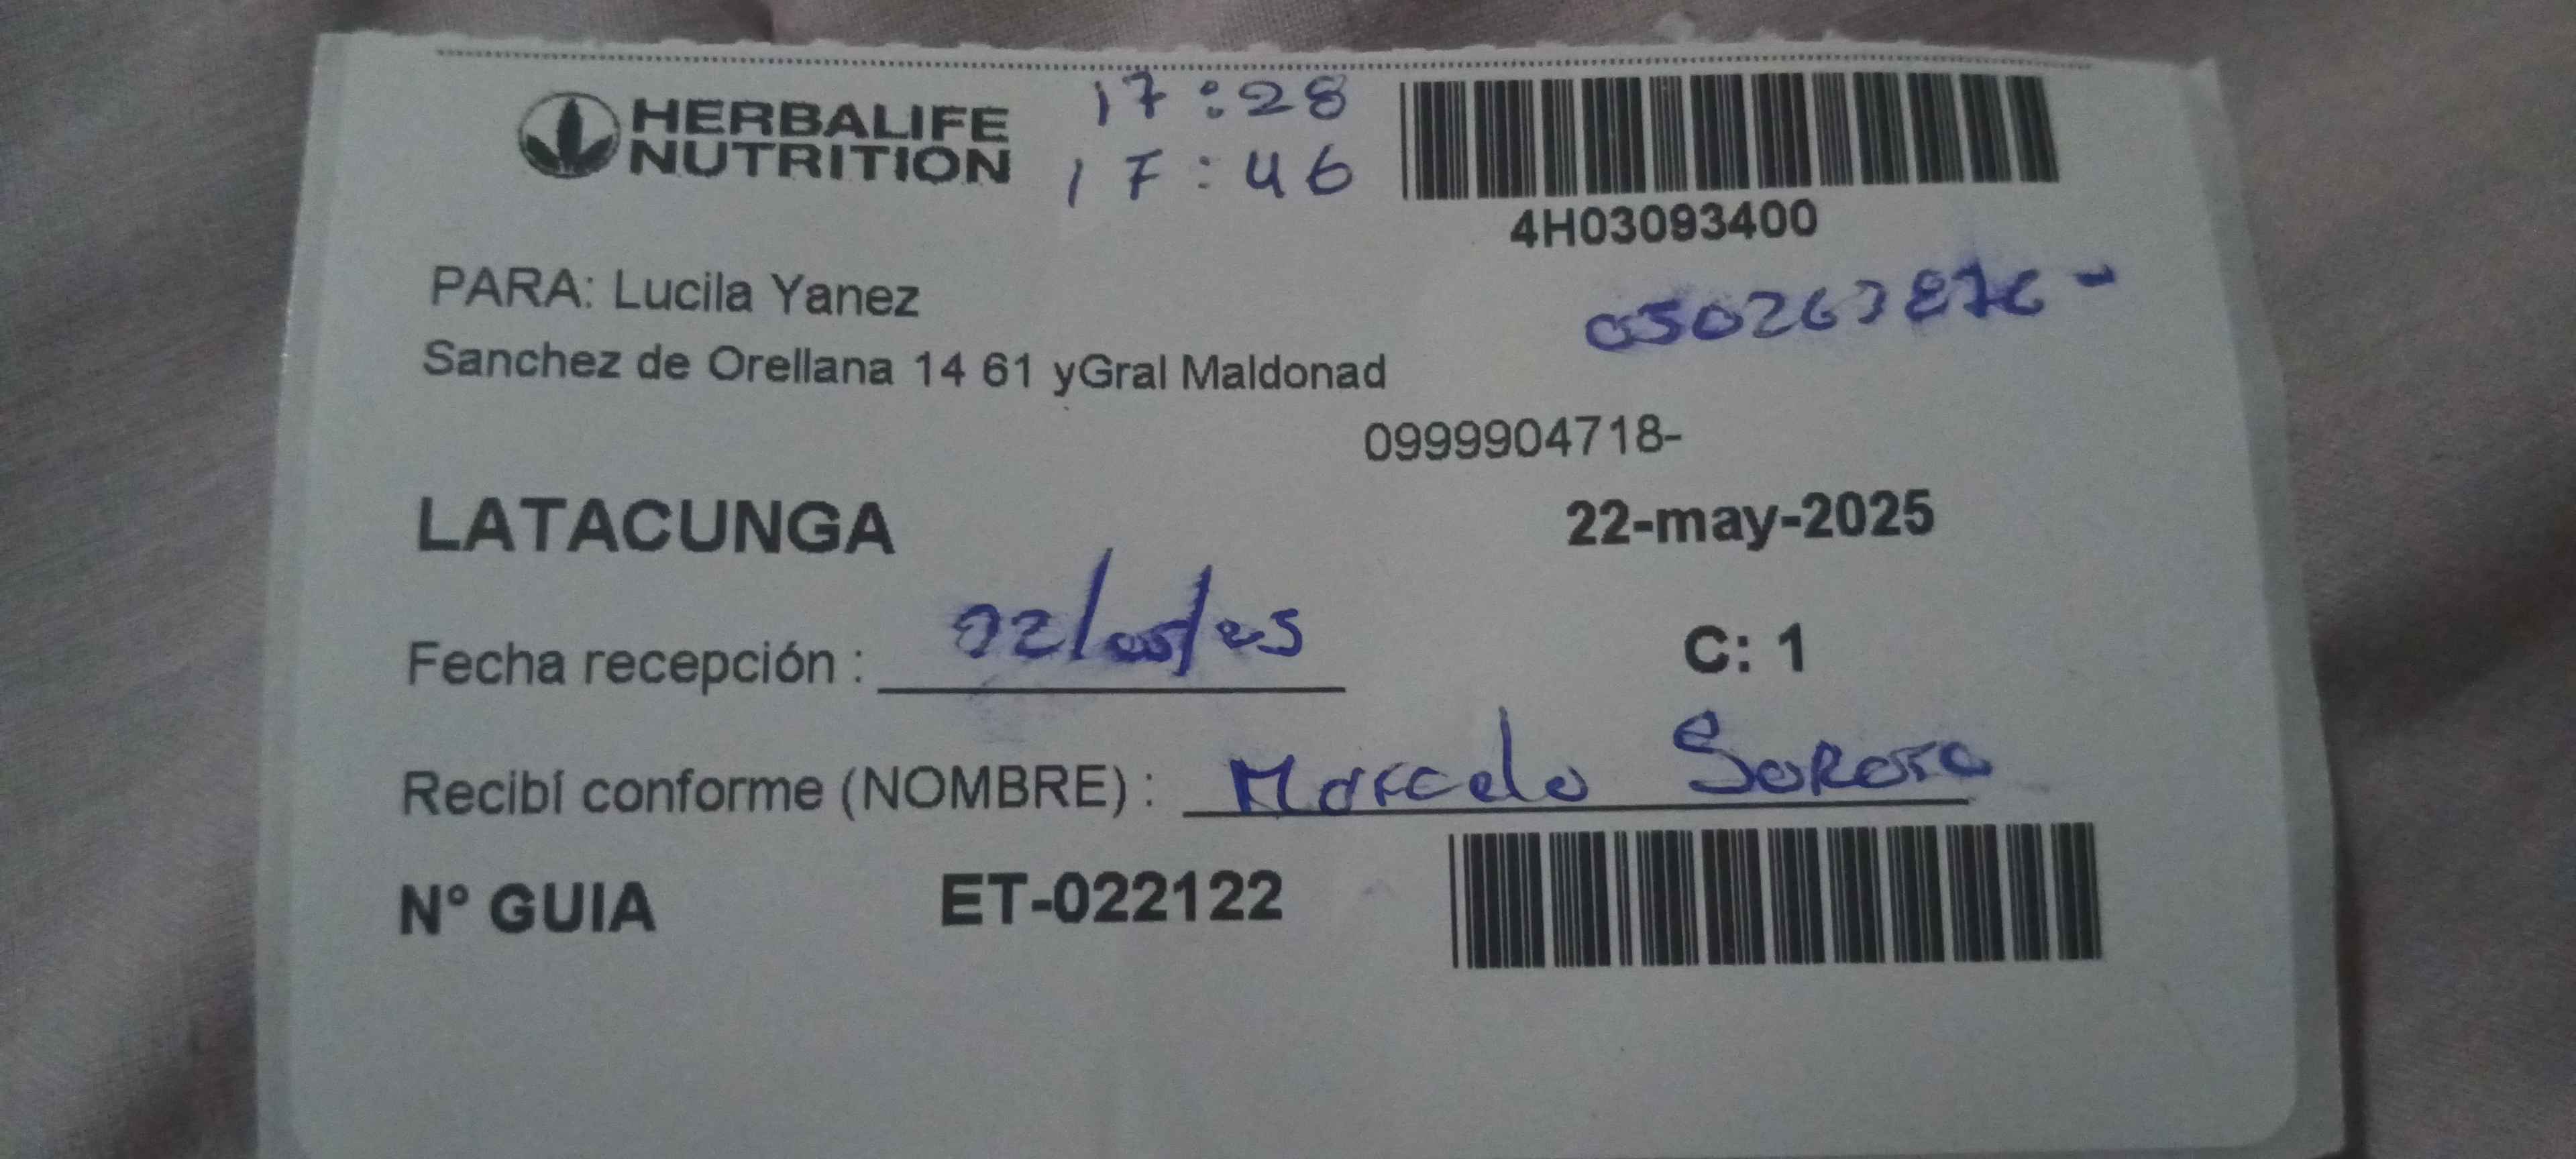 HERBALIFE
NUTRITION
17:28
17:46
4H03093400
PARA: Lucila Yanez
Sanchez de Orellana 14 61 yGral Maldonad
0999904718-
LATACUNGA
22-may-2025
Fecha recepción :
C: 1
Recibí conforme (NOMBRE) : Marcelo
N° GUIA ET-022122